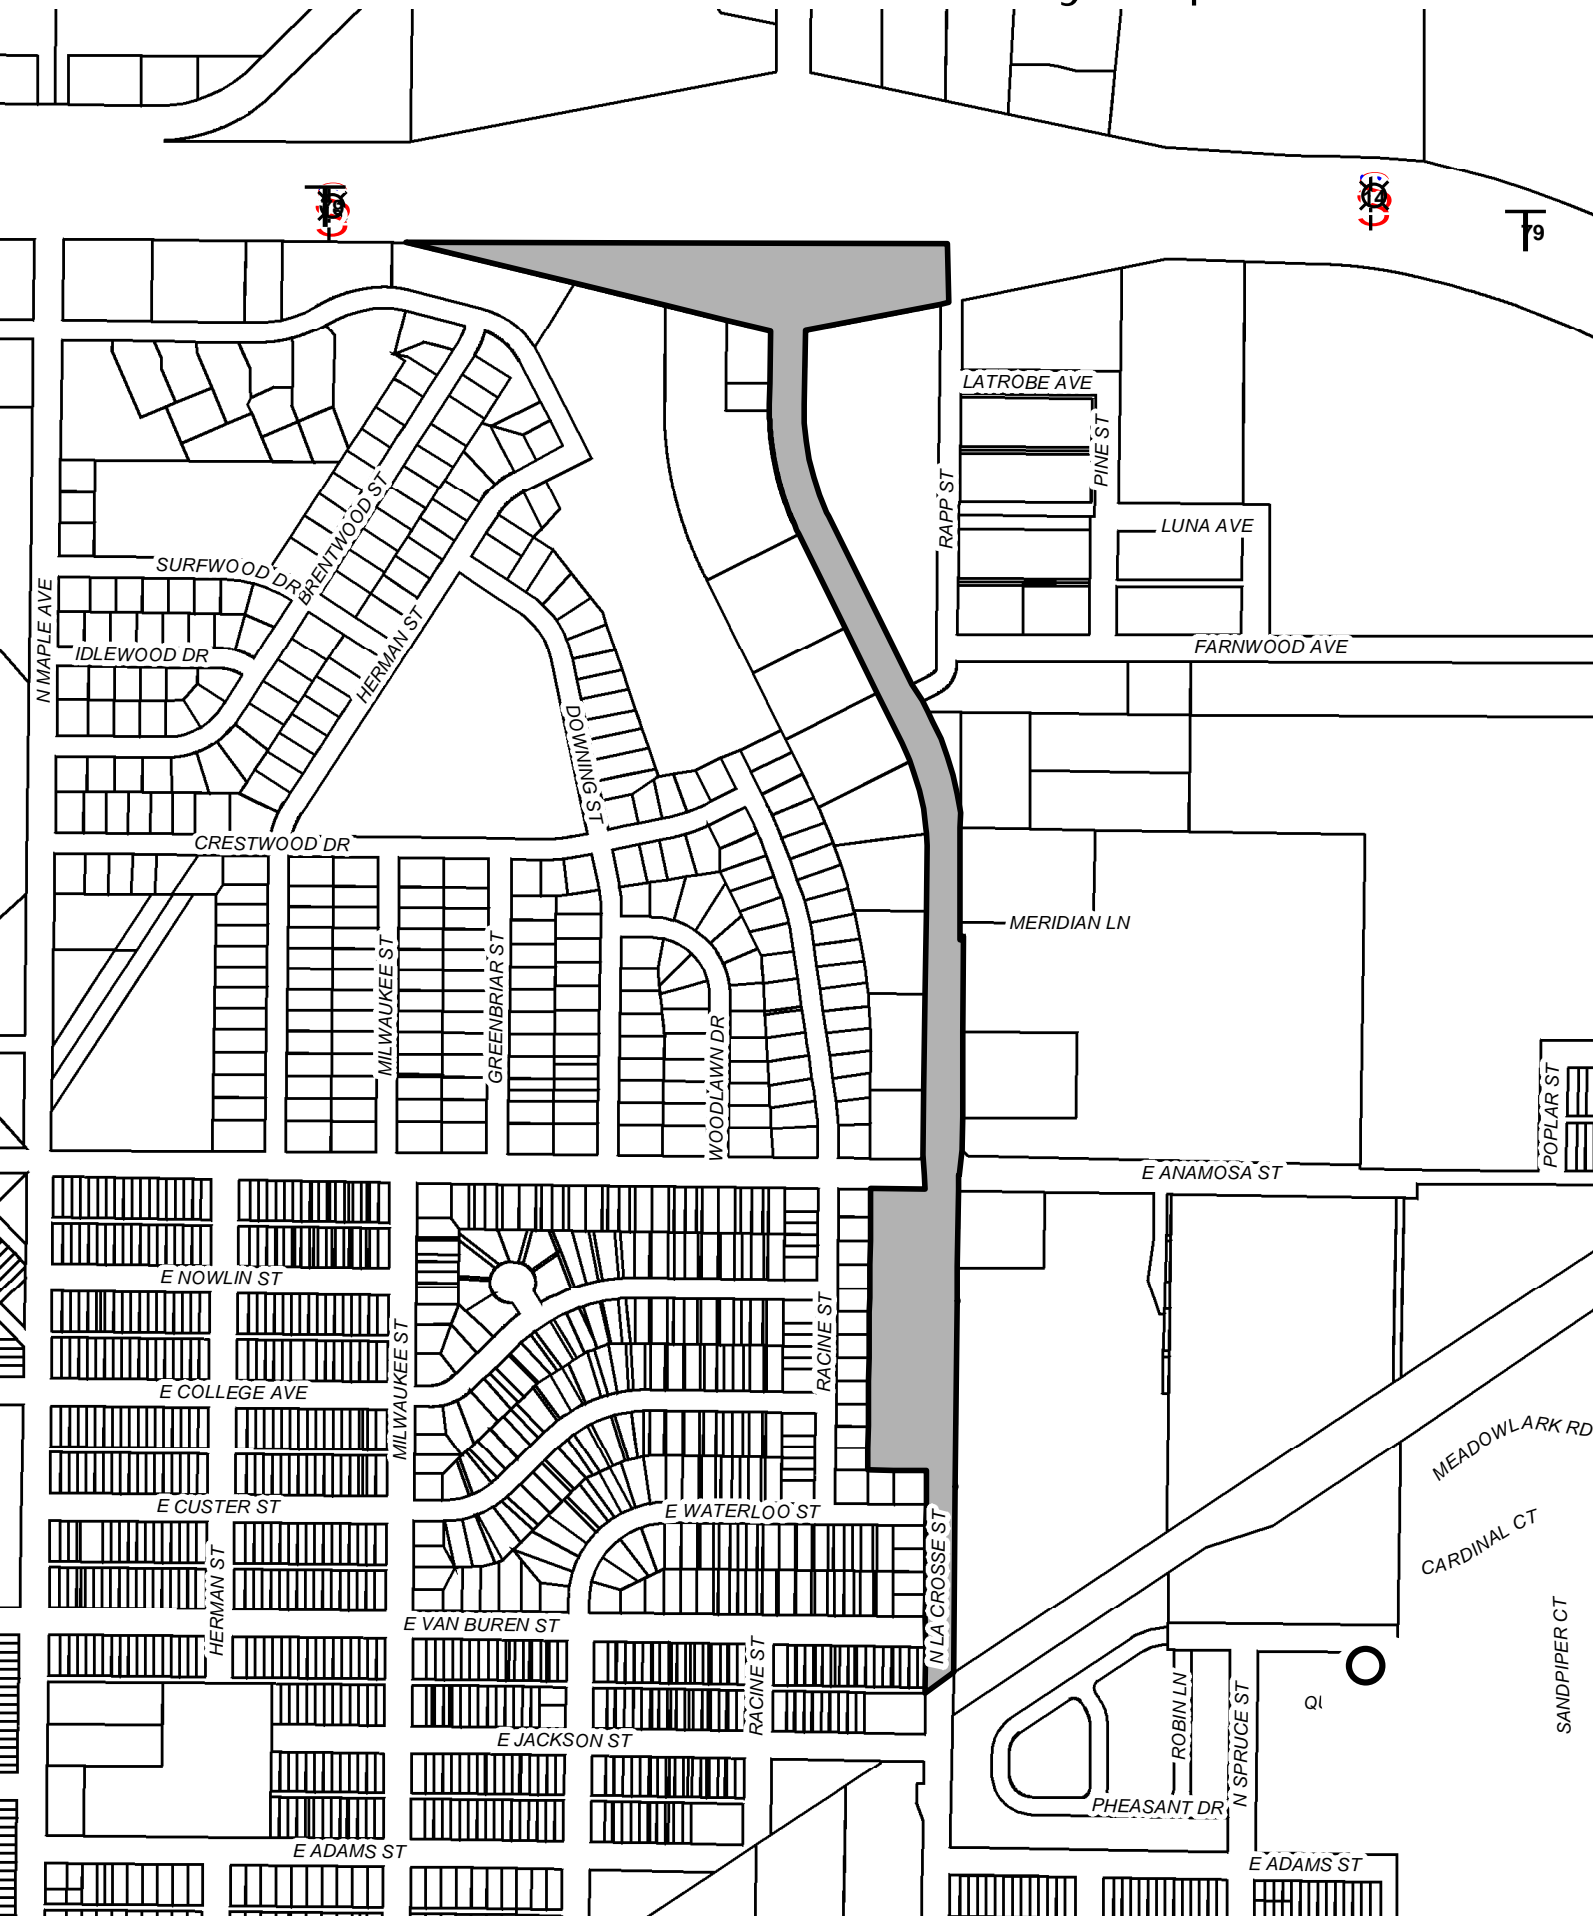 79
14
79
LATROBE AVE
PINE ST
RAPP ST
LUNA AVE
BRENTWOOD ST
SURFWOOD DR
N MAPLE AVE
HERMAN ST
IDLEWOOD DR
FARNWOOD AVE
DOWNING ST
CRESTWOOD DR
MERIDIAN LN
MILWAUKEE ST
GREENBRIAR ST
WOODLAWN DR
POPLAR ST
E ANAMOSA ST
E NOWLIN ST
RACINE ST
MILWAUKEE ST
E COLLEGE AVE
MEADOWLARK RD
E CUSTER ST
E WATERLOO ST
N LA CROSSE ST
CARDINAL CT
HERMAN ST
E VAN BUREN ST
SANDPIPER CT
RACINE ST
ROBIN LN
N SPRUCE ST
E JACKSON ST
PHEASANT DR
E ADAMS ST
E ADAMS ST